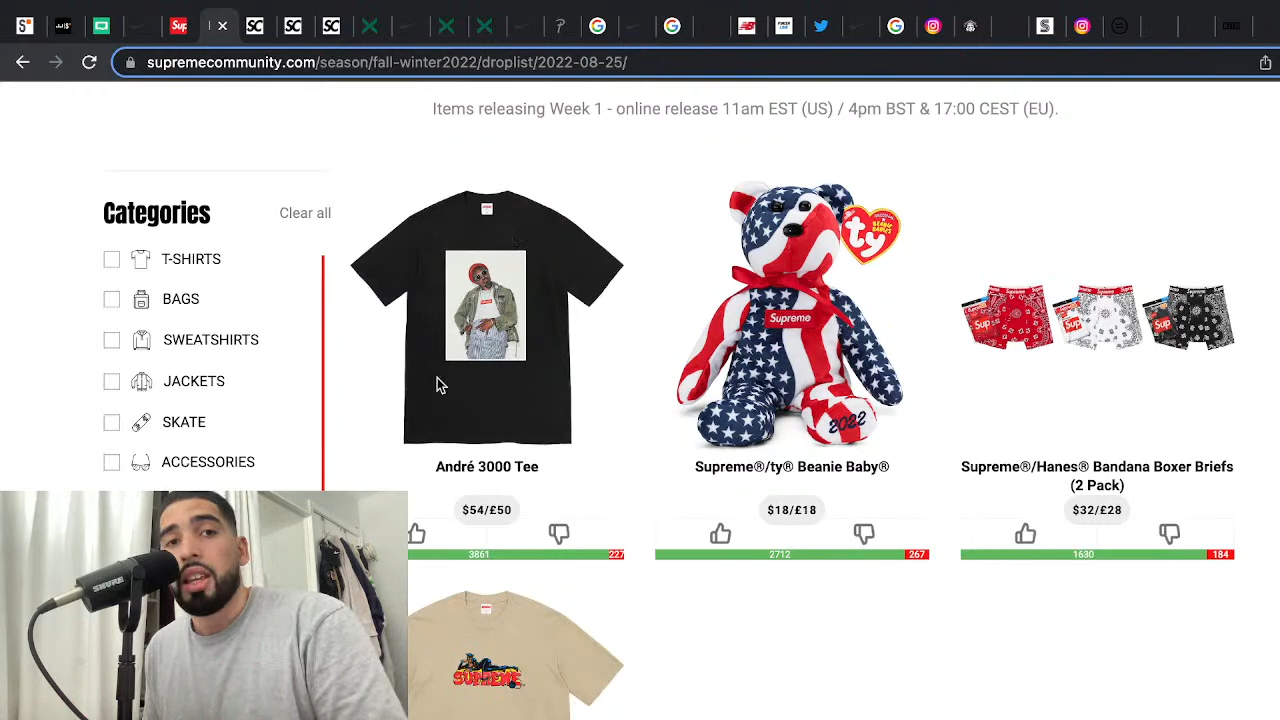 supremecommunity.com/season/fall-winter2022/droplist/2022-08-25/
Items releasing Week 1 - online release 11am EST (US) / 4pm BST & 17:00 CEST (EU).
Categories
Clear all
T-SHIRTS
BAGS
SWEATSHIRTS
JACKETS
SKATE
ACCESSORIES
ty
Supreme
2022
André 3000 Tee
Supreme®/ty® Beanie Baby®
Supreme®/Hanes® Bandana Boxer Briefs
(2 Pack)
$54/£50
$18/£18
$32/£28
3861
227
2712
267
1630
184
SUPREME
SHURE